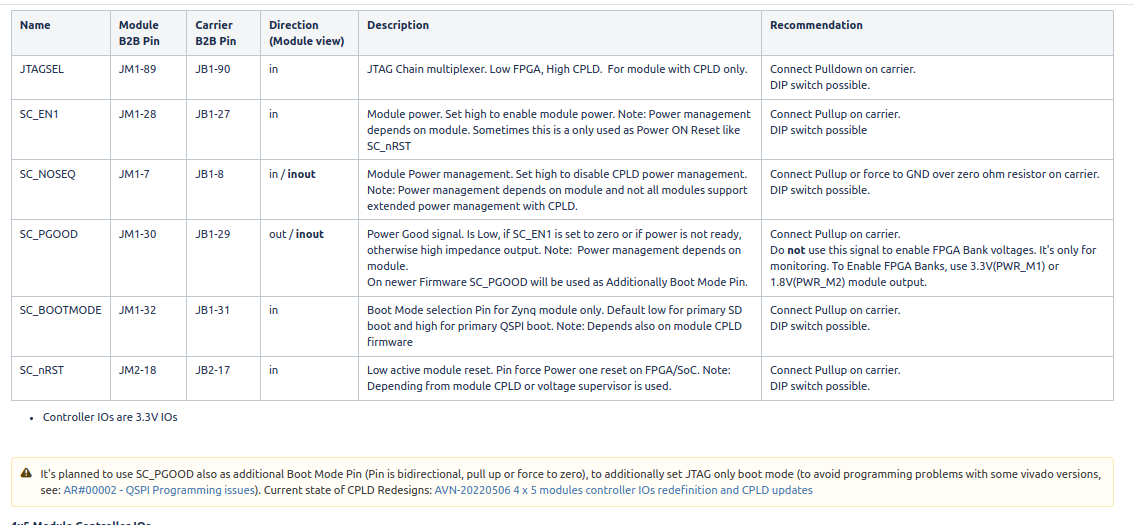 Name Module Carrier Direction Description Recommendation
B2B Pin B2B Pin (Module view)
JTAGSEL JM1-89 JB1-90 in JTAG Chain multiplexer. Low FPGA, High CPLD. For module with CPLD only. Connect Pulldown on carrier.
DIP switch possible.
SC_EN1 JM1-28 JB1-27 in Module power. Set high to enable module power. Note: Power management Connect Pullup on carrier.
depends on module. Sometimes this is a only used as Power ON Reset like DIP switch possible
SC_nRST
SC_NOSEQ JM1-7 JB1-8 in / inout Module Power management. Set high to disable CPLD power management. Connect Pullup or force to GND over zero ohm resistor on carrier.
Note: Power management depends on module and not all modules support DIP switch possible.
extended power management with CPLD.
SC_PGOOD JM1-30 JB1-29 out / inout Power Good signal. Is Low, if SC_EN1 is set to zero or if power is not ready, Connect Pullup on carrier.
otherwise high impedance output. Note: Power management depends on Do not use this signal to enable FPGA Bank voltages. It's only for
module. monitoring. To Enable FPGA Banks, use 3.3V(PWR_M1) or
On newer Firmware SC_PGOOD will be used as Additionally Boot Mode Pin. 1.8V(PWR_M2) module output.
SC_BOOTMODE JM1-32 JB1-31 in Boot Mode selection Pin for Zynq module only. Default low for primary SD Connect Pullup on carrier.
boot and high for primary QSPI boot. Note: Depends also on module CPLD DIP switch possible.
firmware
SC_nRST JM2-18 JB2-17 in Low active module reset. Pin force Power one reset on FPGA/SoC. Note: Connect Pullup on carrier.
Depending from module CPLD or voltage supervisor is used. DIP switch possible.
• Controller IOs are 3.3V IOs
It's planned to use SC_PGOOD also as additional Boot Mode Pin (Pin is bidirectional, pull up or force to zero), to additionally set JTAG only boot mode (to avoid programming problems with some vivado versions,
see: AR#00002 - QSPI Programming issues). Current state of CPLD Redesigns: AVN-20220506 4 x 5 modules controller IOs redefinition and CPLD updates
4x5 Module Controller IOs